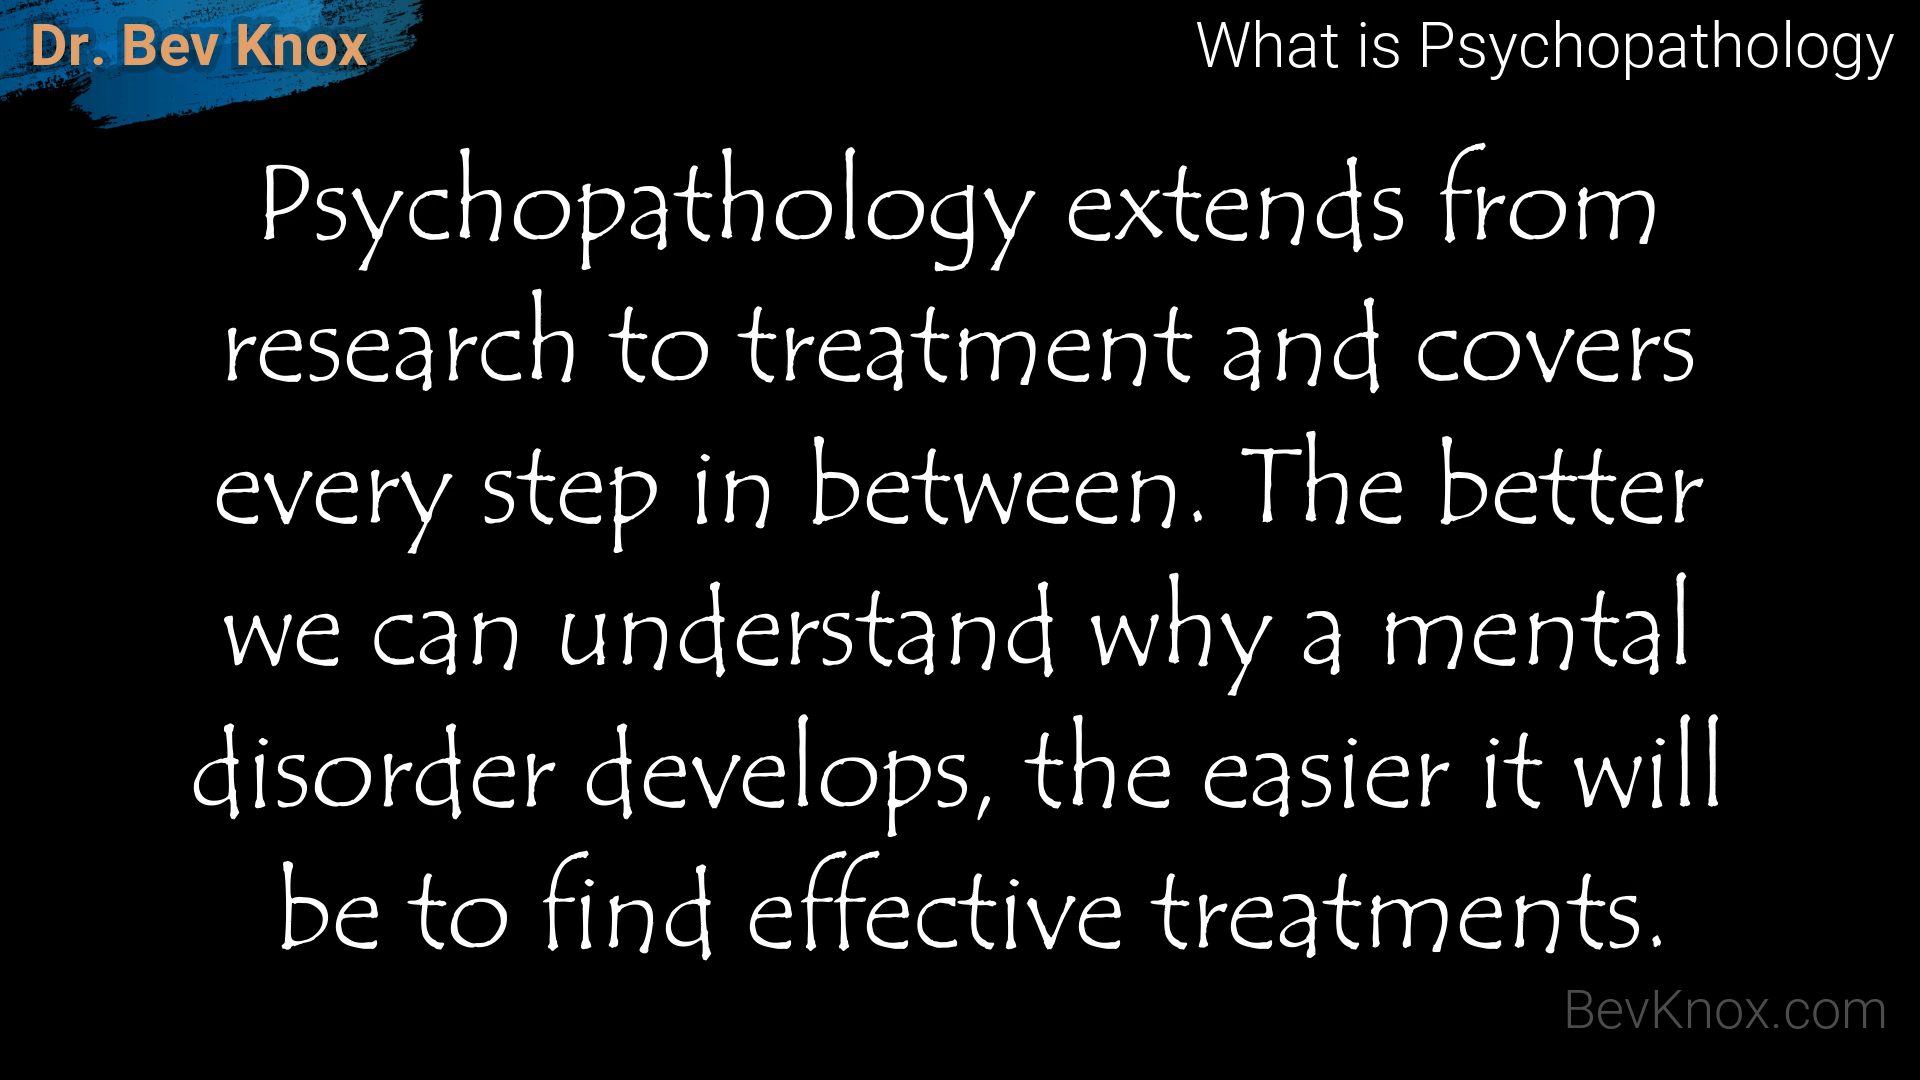 Dr. Bev Knox
What is Psychopathology
Psychopathology extends from
research to treatment and covers
every step in between. The better
we can understand why a mental
disorder develops, the easier it will
be to find effective treatments.
BevKnox.com